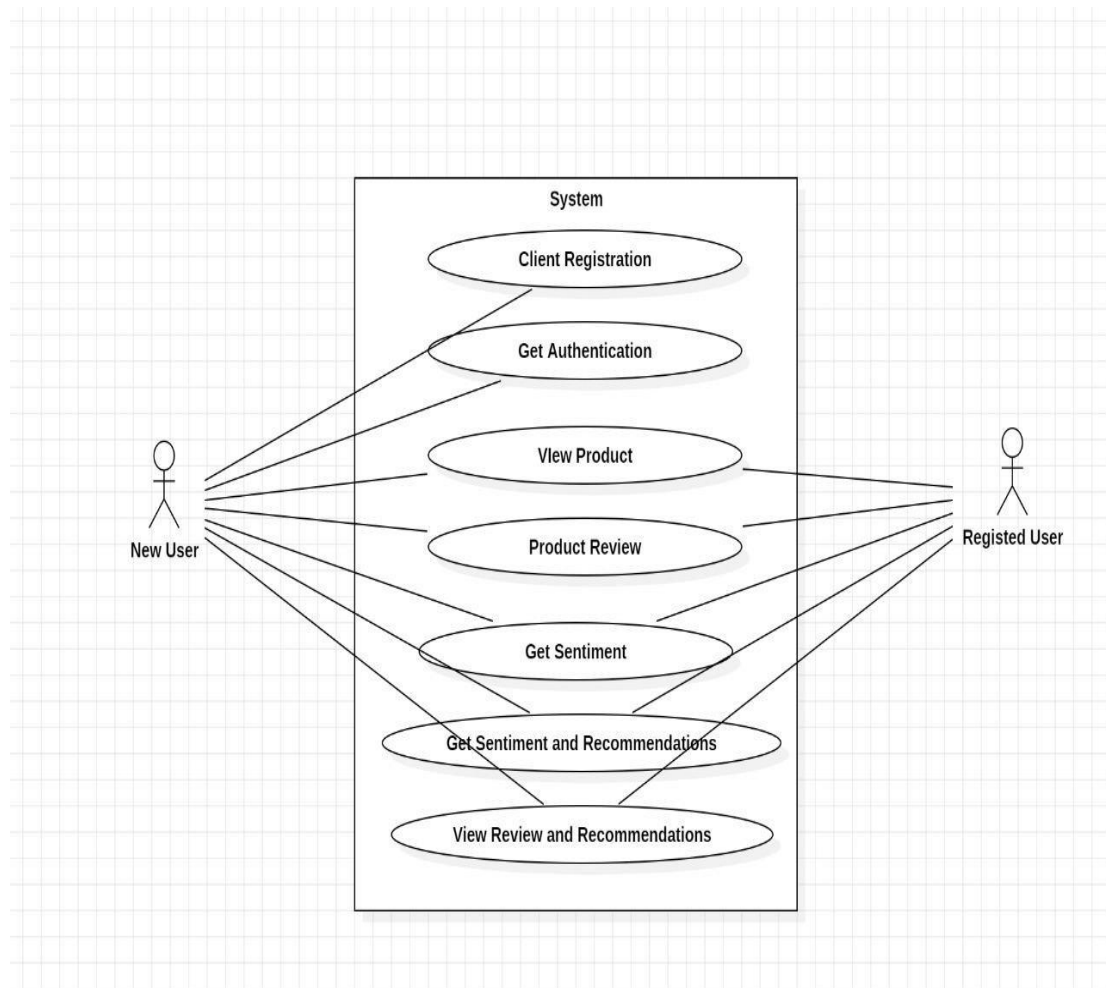 System
Client Registration
Get Authentication
VIew Product
Product Review
Get Sentiment
Get Sentiment and Recommendations
View Review and Recommendations
New User
Registed User